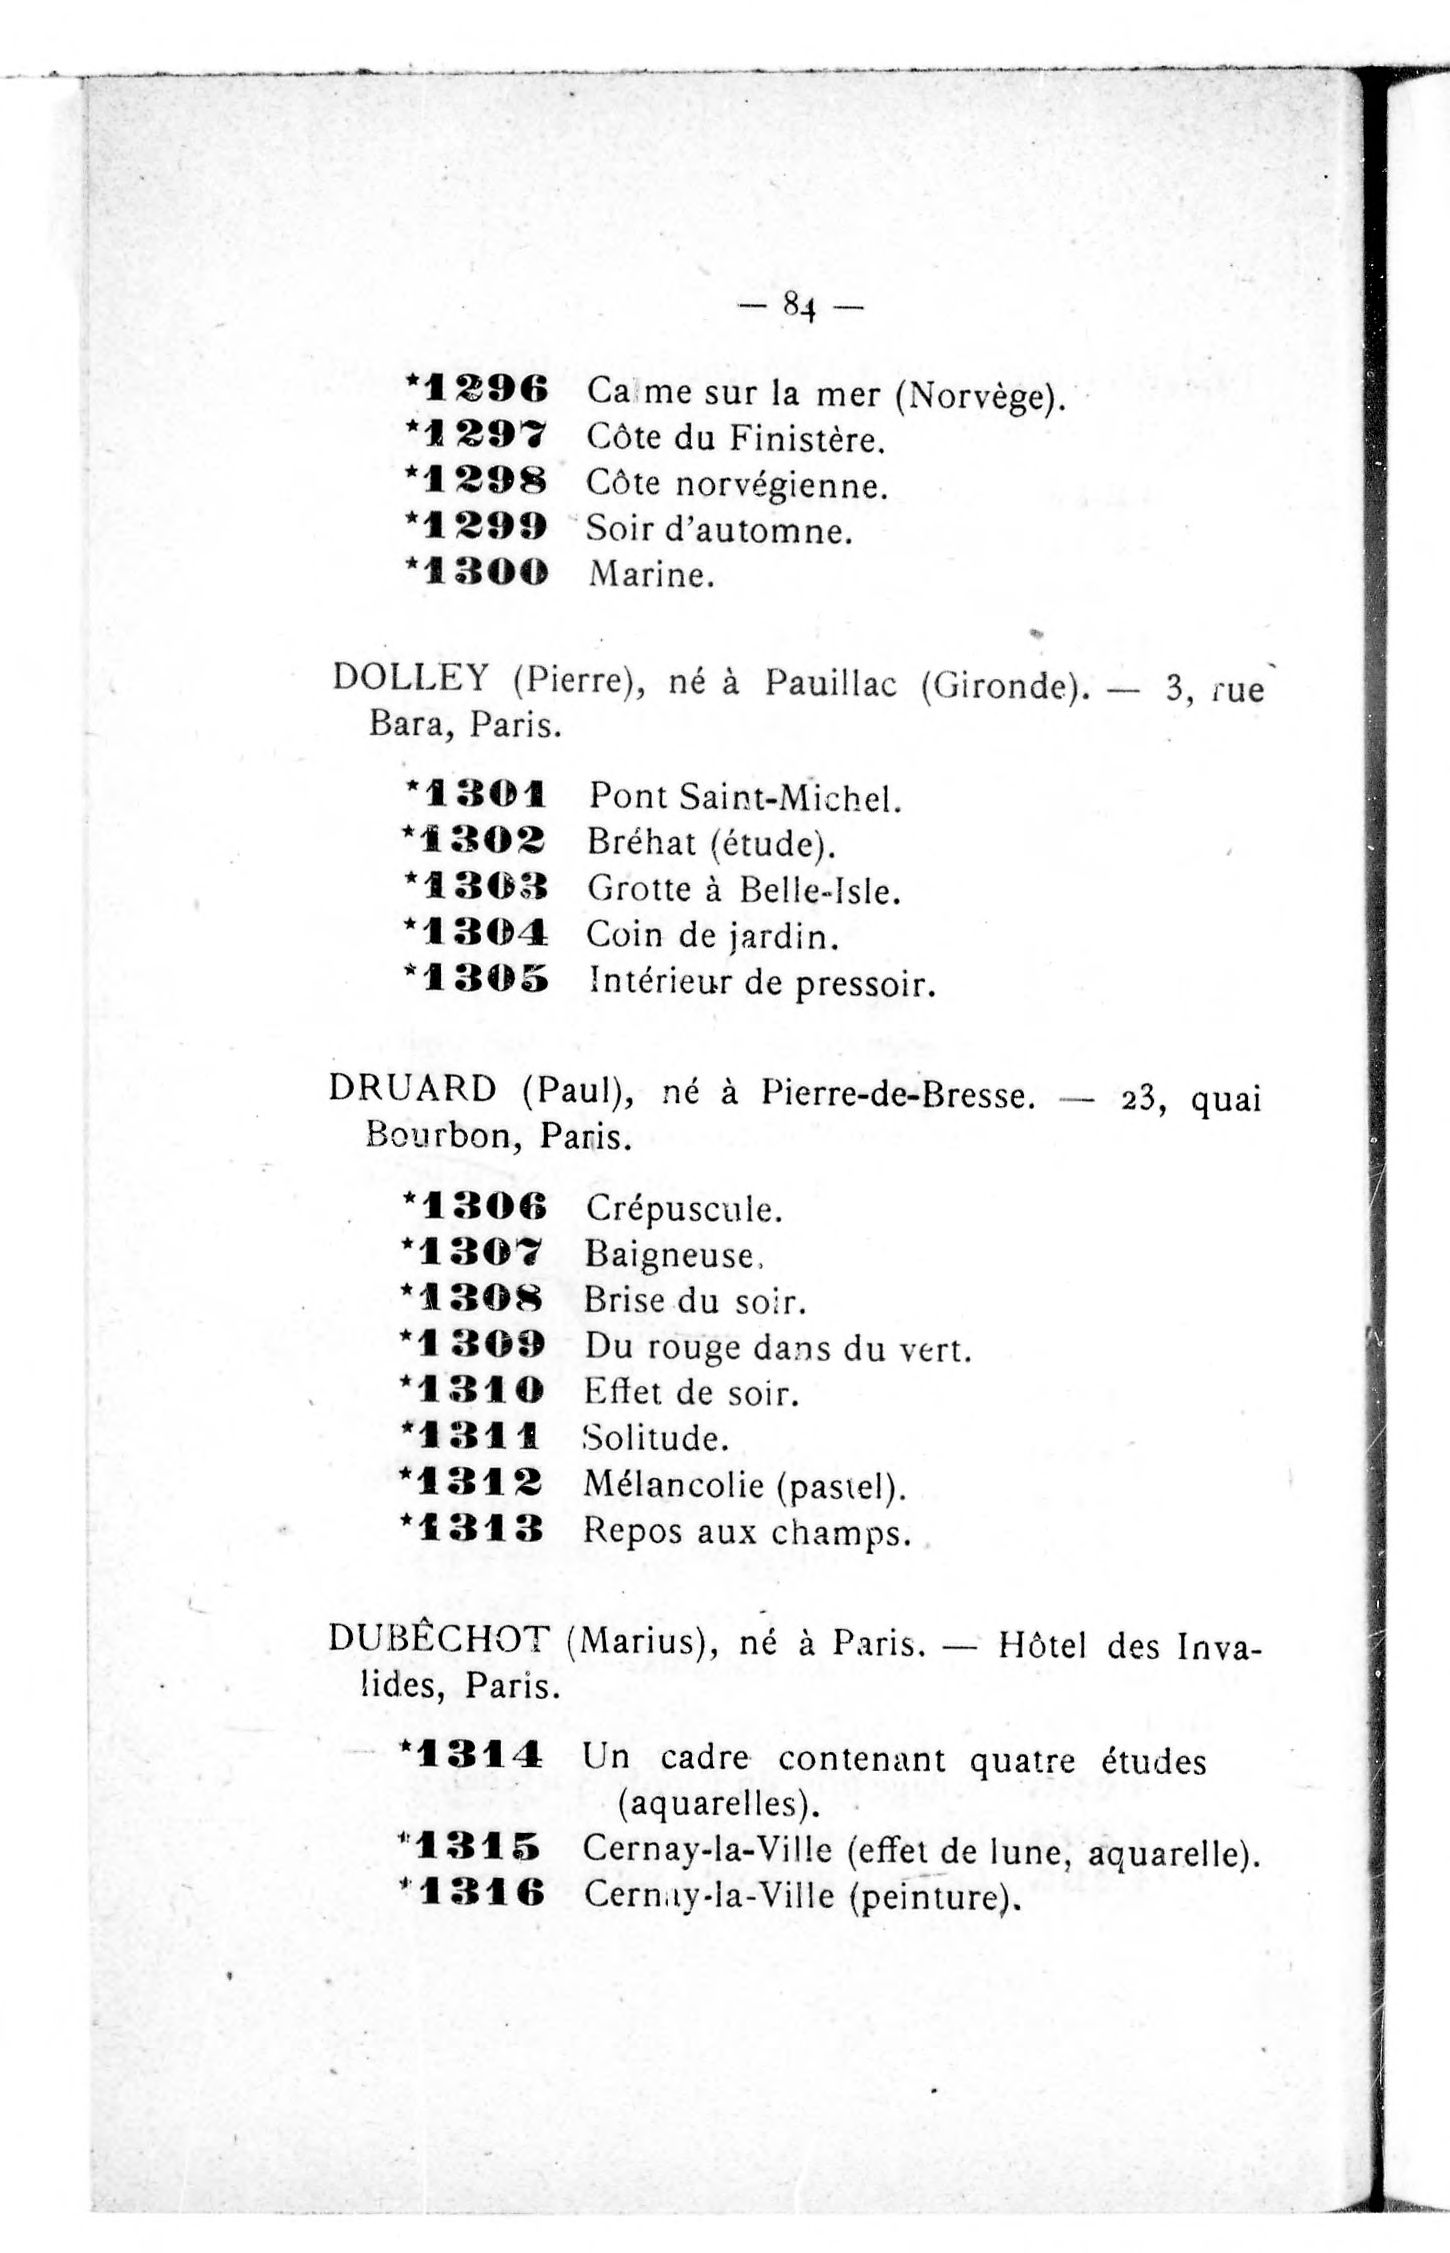 — 84 —
*1296 Calme sur la mer (Norvège).
*1297 Côte du Finistère.
*1298 Côte norvégienne.
*1299 Soir d'automne.
*1300 Marine.
DOLLEY (Pierre), né à Pauillac (Gironde). — 3, rue
Bara, Paris.
*1301 Pont Saint-Michel.
*1302 Bréhat (étude).
*1303 Grotte à Belle-Isle.
*1304 Coin de jardin.
*1305 Intérieur de pressoir.
DRUARD (Paul), né à Pierre-de-Bresse. — 23, quai
Bourbon, Paris.
*1306 Crépuscule.
*1307 Baigneuse.
*1308 Brise du soir.
*1309 Du rouge dans du vert.
*1310 Effet de soir.
*1311 Solitude.
*1312 Mélancolie (pastel).
*1313 Repos aux champs.
DUBÊCHOT (Marius), né à Paris. — Hôtel des Inva-
lides, Paris.
*1314 Un cadre contenant quatre études
(aquarelles).
*1315 Cernay-la-Ville (effet de lune, aquarelle).
*1316 Cernay-la-Ville (peinture).